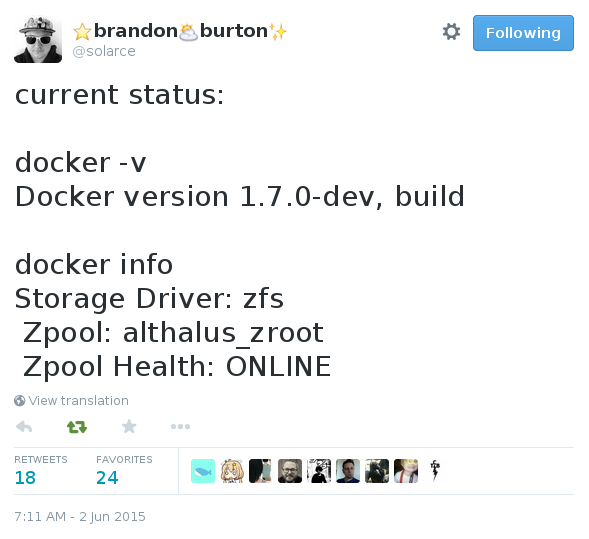 ⭐️brandon⛅️burton✨
@solarce
Following
current status:
docker -v
Docker version 1.7.0-dev, build
docker info
Storage Driver: zfs
Zpool: althalus_zroot
Zpool Health: ONLINE
View translation
RETWEETS FAVORITES
18 24
7:11 AM - 2 Jun 2015